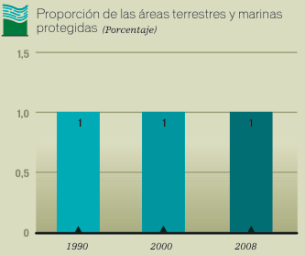 Proporción de las áreas terrestres y marinas
protegidas (Porcentaje)
1,5
1,0
0,5
0
1 1 1
1990 2000 2008